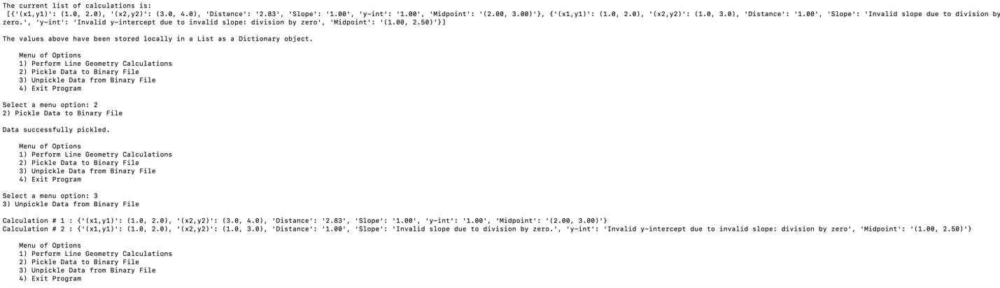 The current list of calculations is:
 [{'(x1,y1)': (1.0, 2.0), '(x2,y2)': (3.0, 4.0), 'Distance': '2.83', 'Slope': '1.00', 'y-int': '1.00', 'Midpoint': '(2.00, 3.00)'}, {'(x1,y1)': (1.0, 2.0), '(x2,y2)': (1.0, 3.0), 'Distance': '1.00', 'Slope': 'Invalid slope due to division by
zero.', 'y-int': 'Invalid y-intercept due to invalid slope: division by zero', 'Midpoint': '(1.00, 2.50)'}]

The values above have been stored locally in a List as a Dictionary object.

    Menu of Options
    1) Perform Line Geometry Calculations
    2) Pickle Data to Binary File
    3) Unpickle Data from Binary File
    4) Exit Program

Select a menu option: 2
2) Pickle Data to Binary File

Data successfully pickled.

    Menu of Options
    1) Perform Line Geometry Calculations
    2) Pickle Data to Binary File
    3) Unpickle Data from Binary File
    4) Exit Program

Select a menu option: 3
3) Unpickle Data from Binary File

Calculation # 1 : {'(x1,y1)': (1.0, 2.0), '(x2,y2)': (3.0, 4.0), 'Distance': '2.83', 'Slope': '1.00', 'y-int': '1.00', 'Midpoint': '(2.00, 3.00)'}
Calculation # 2 : {'(x1,y1)': (1.0, 2.0), '(x2,y2)': (1.0, 3.0), 'Distance': '1.00', 'Slope': 'Invalid slope due to division by zero.', 'y-int': 'Invalid y-intercept due to invalid slope: division by zero', 'Midpoint': '(1.00, 2.50)'}

    Menu of Options
    1) Perform Line Geometry Calculations
    2) Pickle Data to Binary File
    3) Unpickle Data from Binary File
    4) Exit Program